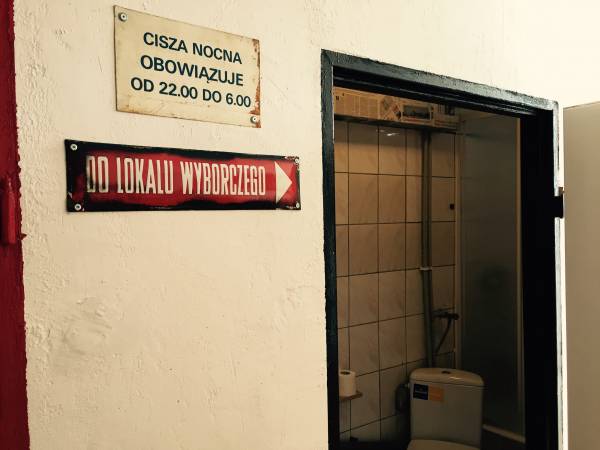 CISZA NOCNA
OBOWIĄZUJE
OD 22.00 DO 6.00
DO LOKALU WYBORCZEGO